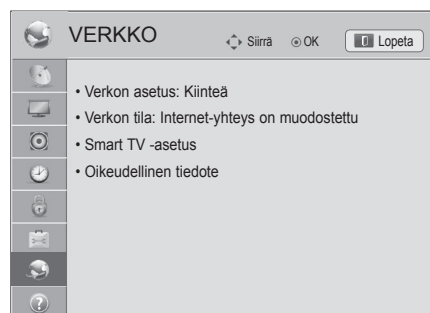 VERKKO
Siirrä
OK
Lopeta
• Verkon asetus: Kiinteä
• Verkon tila: Internet-yhteys on muodostettu
• Smart TV -asetus
• Oikeudellinen tiedote